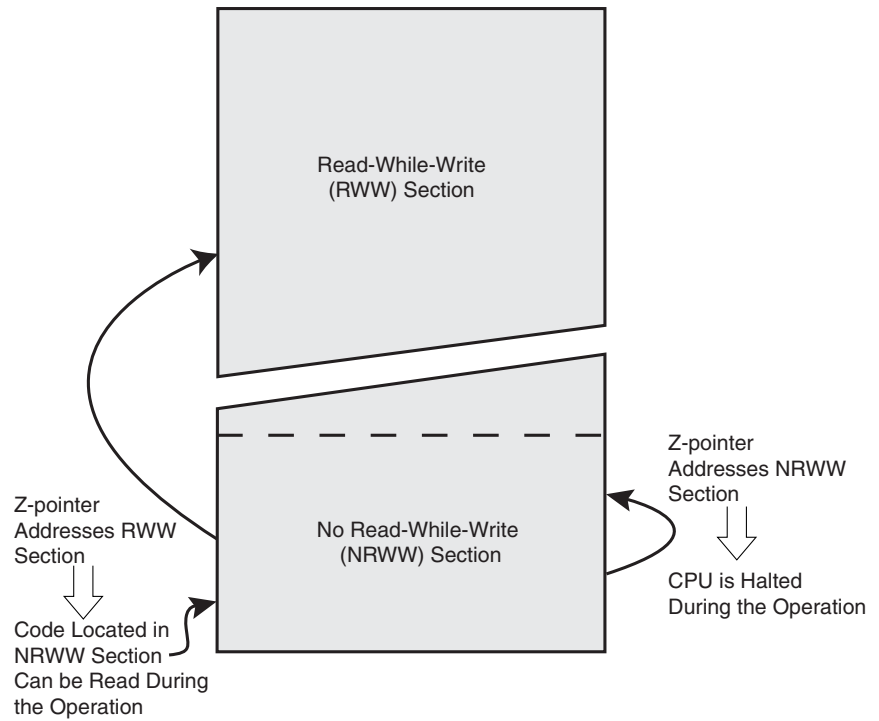 Read-While-Write
(RWW) Section
Z-pointer
Addresses RWW
Section
Code Located in
NRWW Section
Can be Read During
the Operation
No Read-While-Write
(NRWW) Section
Z-pointer
Addresses NRWW
Section
CPU is Halted
During the Operation